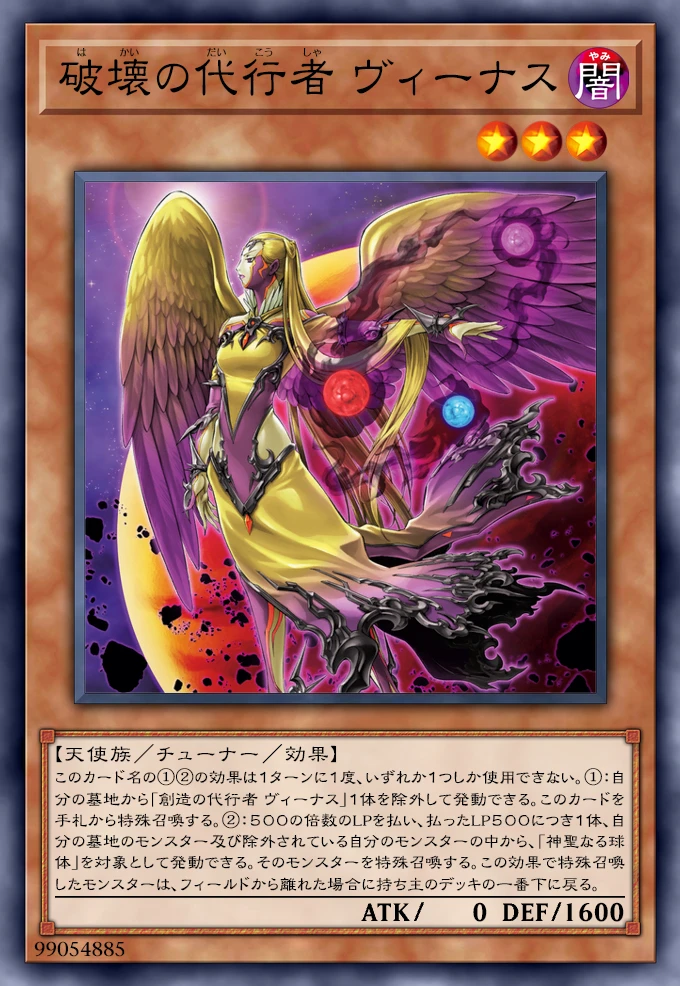 破壊の代行者 ヴィーナス
はかいだいこうしゃ
闇
やみ
【天使族／チューナー／効果】
このカード名の①②の効果は1ターンに1度、いずれか1つしか使用できない。①：自
分の墓地から「創造の代行者 ヴィーナス」1体を除外して発動できる。このカードを
手札から特殊召喚する。②：500の倍数のLPを払い、払ったLP500につき1体、自
分の墓地のモンスター及び除外されている自分のモンスターの中から、「神聖なる球
体」を対象として発動できる。そのモンスターを特殊召喚する。この効果で特殊召喚
したモンスターは、フィールドから離れた場合に持ち主のデッキの一番下に戻る。
ATK/ 0 DEF/1600
99054885